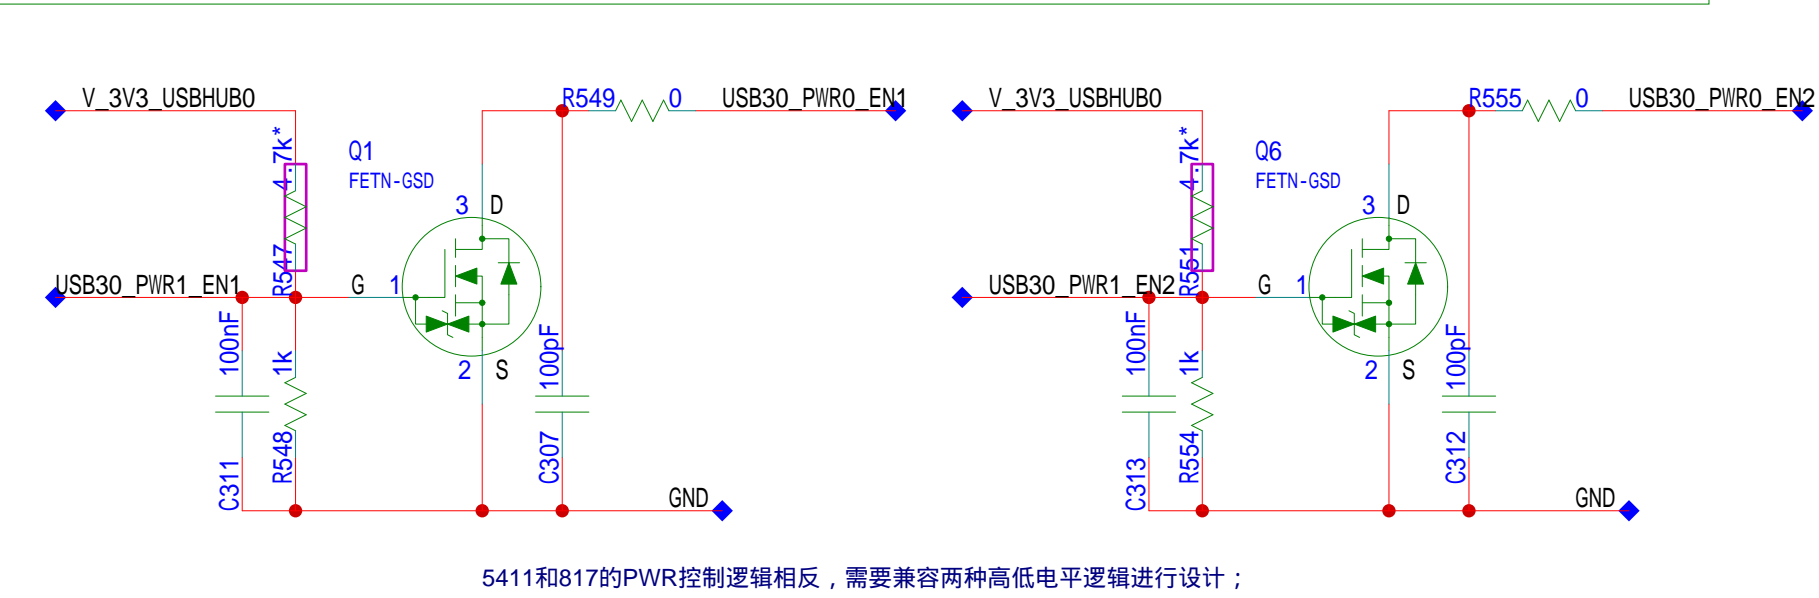 V_3V3_USBHUB0
R549
0
USB30_PWR0_EN1
4.7k*
R547
Q1
FETN-GSD
3
D
USB30_PWR1_EN1
G
1
2
S
100nF
C311
1k
R548
100pF
C307
GND
V_3V3_USBHUB0
R555
0
USB30_PWR0_EN2
4.7k*
R551
Q6
FETN-GSD
3
D
USB30_PWR1_EN2
G
1
2
S
100nF
C313
1k
R554
100pF
C312
GND
5411和817的PWR控制逻辑相反，需要兼容两种高低电平逻辑进行设计；